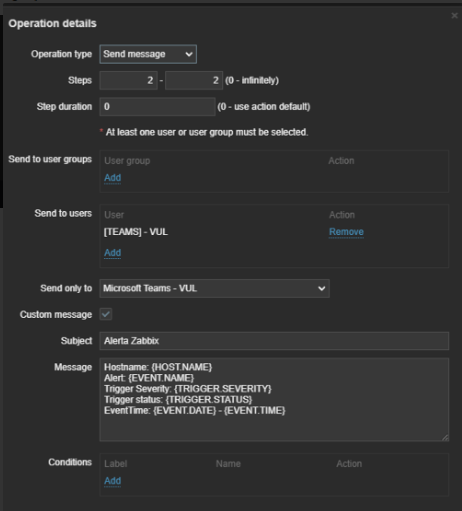 Operation details
Operation type Send message
Steps 2 - 2 (0 - infinitely)
Step duration 0 (0 - use action default)
* At least one user or user group must be selected.
Send to user groups User group Action
Add
Send to users User Action
[TEAMS] - VUL Remove
Add
Send only to Microsoft Teams - VUL
Custom message
Subject Alerta Zabbix
Message Hostname: {HOST.NAME}
Alert: {EVENT.NAME}
Trigger Severity: {TRIGGER.SEVERITY}
Trigger status: {TRIGGER.STATUS}
EventTime: {EVENT.DATE} - {EVENT.TIME}
Conditions Label Name Action
Add